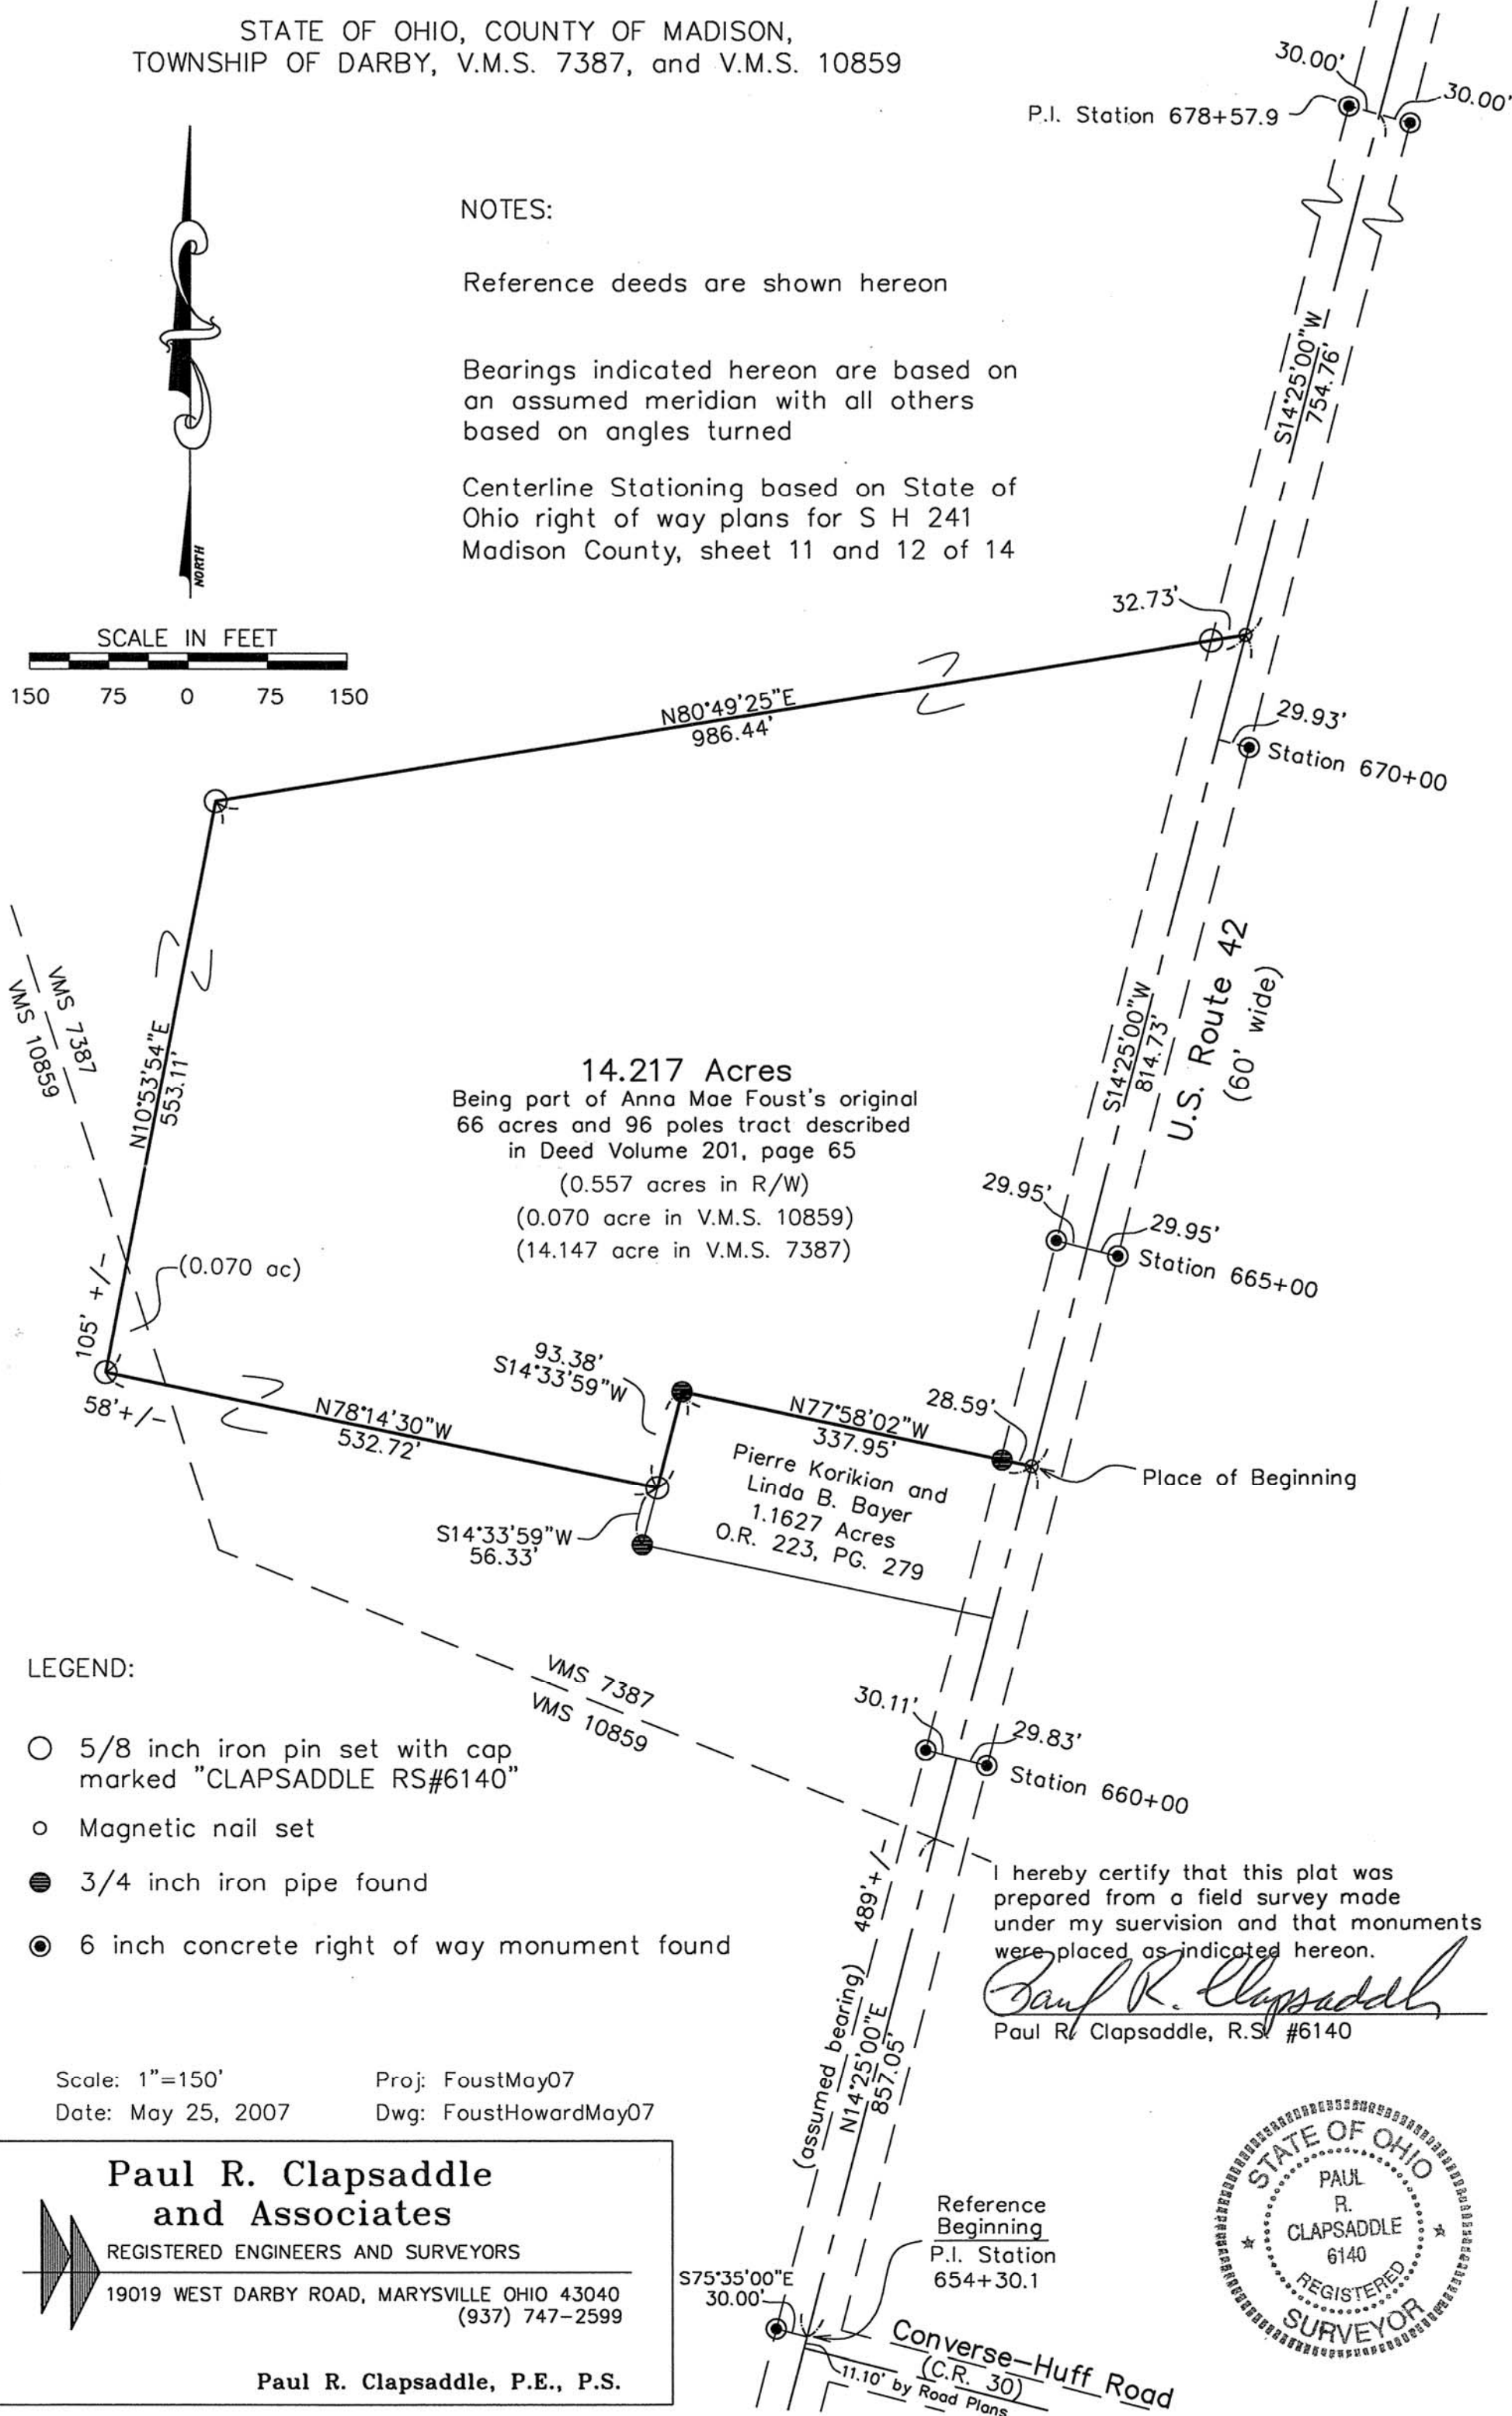 STATE OF OHIO, COUNTY OF MADISON,
TOWNSHIP OF DARBY, V.M.S. 7387, and V.M.S. 10859
30.00'
30.00'
P.I. Station 678+57.9
NORTH
NOTES:
Reference deeds are shown hereon
Bearings indicated hereon are based on
an assumed meridian with all others
based on angles turned
Centerline Stationing based on State of
Ohio right of way plans for S H 241
Madison County, sheet 11 and 12 of 14
S14°25'00"W
754.76'
SCALE IN FEET
150 75 0 75 150
32.73'
N80°49'25"E
986.44'
29.93'
Station 670+00
VMS 7387
VMS 10859
N10°53'54"E
553.11'
14.217 Acres
Being part of Anna Mae Foust's original
66 acres and 96 poles tract described
in Deed Volume 201, page 65
(0.557 acres in R/W)
(0.070 acre in V.M.S. 10859)
(14.147 acre in V.M.S. 7387)
S14°25'00"W
814.73'
U.S. Route 42
(60' wide)
29.95'
29.95'
Station 665+00
(0.070 ac)
105' +/-
58'+/-
N78°14'30"W
532.72'
93.38'
S14°33'59"W
N77°58'02"W
337.95'
28.59'
Place of Beginning
Pierre Korikian and
Linda B. Bayer
1.1627 Acres
O.R. 223, PG. 279
S14°33'59"W
56.33'
VMS 7387
VMS 10859
30.11'
29.83'
Station 660+00
LEGEND:
5/8 inch iron pin set with cap
marked "CLAPSADDLE RS#6140"
Magnetic nail set
3/4 inch iron pipe found
6 inch concrete right of way monument found
I hereby certify that this plat was
prepared from a field survey made
under my suervision and that monuments
were placed as indicated hereon.
Paul R. Clapsaddle
Paul R. Clapsaddle, R.S. #6140
489'+/-
(assumed bearing)
N14°25'00"E
857.05'
Scale: 1"=150'
Proj: FoustMay07
Date: May 25, 2007
Dwg: FoustHowardMay07
Paul R. Clapsaddle
and Associates
REGISTERED ENGINEERS AND SURVEYORS
19019 WEST DARBY ROAD, MARYSVILLE OHIO 43040
(937) 747-2599
Paul R. Clapsaddle, P.E., P.S.
Reference
Beginning
P.I. Station
654+30.1
S75°35'00"E
30.00'
Converse-Huff Road
(C.R. 30)
11.10' by Road Plans
STATE OF OHIO
PAUL
R.
CLAPSADDLE
6140
REGISTERED
SURVEYOR